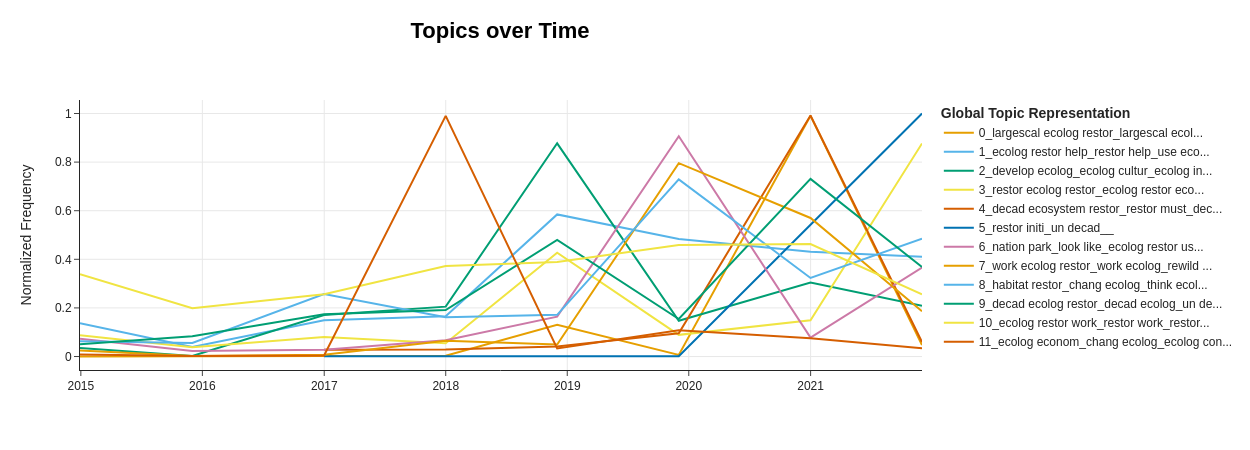 Topics over Time
Global Topic Representation
0_largescal ecolog restor_largescal ecol...
1_ecolog restor help_restor help_use eco...
2_develop ecolog_ecolog cultur_ecolog in...
3_restor ecolog restor_ecolog restor eco...
4_decad ecosystem restor_restor must_dec...
5_restor initi_un decad__
6_nation park_look like_ecolog restor us...
7_work ecolog restor_work ecolog_rewild ...
8_habitat restor_chang ecolog_think ecol...
9_decad ecolog restor_decad ecolog_un de...
10_ecolog restor work_restor work_restor...
11_ecolog econom_chang ecolog_ecolog con...
Normalized Frequency
1
0.8
0.6
0.4
0.2
0
2015 2016 2017 2018 2019 2020 2021